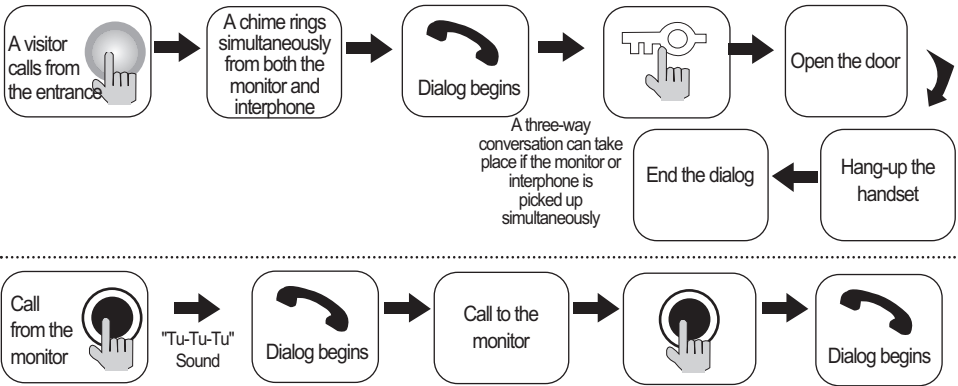 A visitor
calls from
the entrance
A chime rings
simultaneously
from both the
monitor and
interphone
Dialog begins
Open the door
A three-way
conversation can take
place if the monitor or
interphone is
picked up
simultaneously
Hang-up the
handset
End the dialog
Call
from the
monitor
"Tu-Tu-Tu"
Sound
Dialog begins
Call to the
monitor
Dialog begins